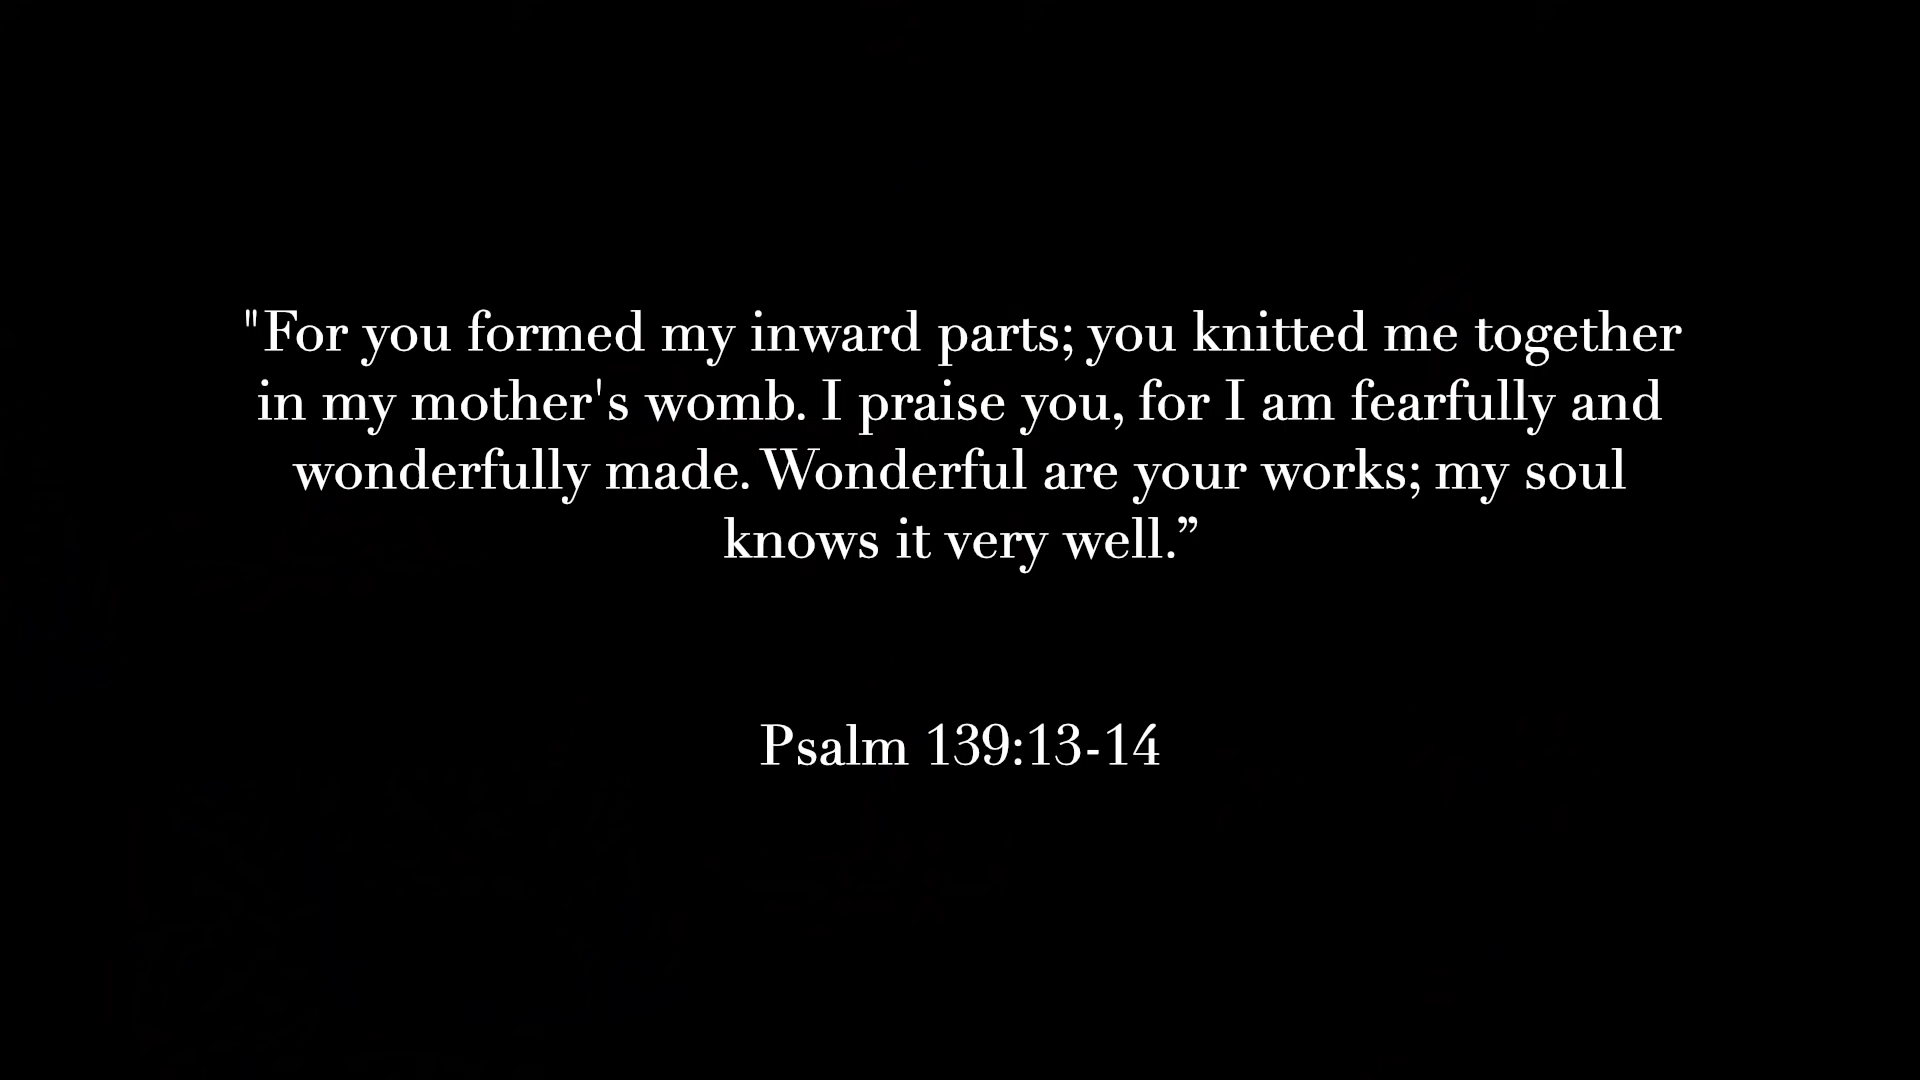 "For you formed my inward parts; you knitted me together
in my mother's womb. I praise you, for I am fearfully and
wonderfully made. Wonderful are your works; my soul
knows it very well.”
Psalm 139:13-14